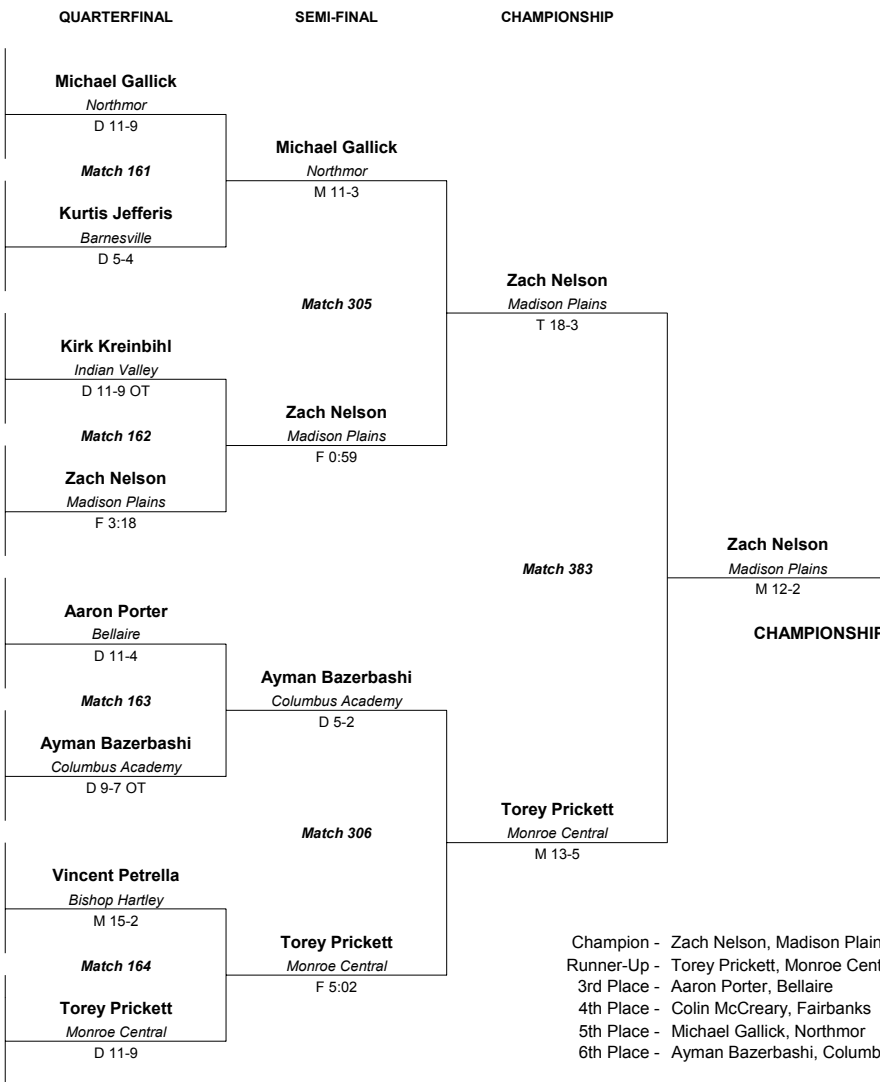 QUARTERFINAL SEMI-FINAL CHAMPIONSHIP
Michael Gallick
Northmor
D 11-9
Match 161
Kurtis Jefferis
Barnesville
D 5-4
Michael Gallick
Northmor
M 11-3
Match 305
Kirk Kreinbihl
Indian Valley
D 11-9 OT
Match 162
Zach Nelson
Madison Plains
F 3:18
Zach Nelson
Madison Plains
F 0:59
Zach Nelson
Madison Plains
T 18-3
Match 383
Zach Nelson
Madison Plains
M 12-2
CHAMPIONSHIP
Aaron Porter
Bellaire
D 11-4
Match 163
Ayman Bazerbashi
Columbus Academy
D 9-7 OT
Ayman Bazerbashi
Columbus Academy
D 5-2
Match 306
Vincent Petrella
Bishop Hartley
M 15-2
Match 164
Torey Prickett
Monroe Central
D 11-9
Torey Prickett
Monroe Central
F 5:02
Torey Prickett
Monroe Central
M 13-5
Champion - Zach Nelson, Madison Plain
Runner-Up - Torey Prickett, Monroe Cent
3rd Place - Aaron Porter, Bellaire
4th Place - Colin McCreary, Fairbanks
5th Place - Michael Gallick, Northmor
6th Place - Ayman Bazerbashi, Columb